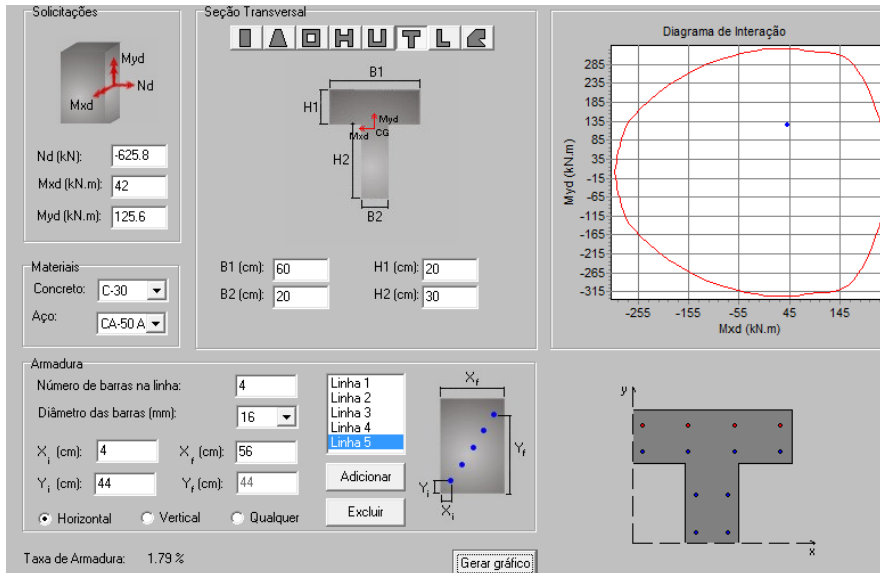 Solicitações
Myd
Nd
Mxd
Nd (kN): -625.8
Mxd (kN.m): 42
Myd (kN.m): 125.6
Materiais
Concreto: C-30
Aço: CA-50 A
Seção Transversal
B1
H1
Myd
Mxd CG
H2
B2
B1 (cm): 60 H1 (cm): 20
B2 (cm): 20 H2 (cm): 30
Diagrama de Interação
Myd (kN.m)
285
235
185
135
85
35
-15
-65
-115
-165
-215
-265
-315
-255 -155 -55 45 145
Mxd (kN.m)
Armadura
Número de barras na linha: 4
Diâmetro das barras (mm): 16
Xi (cm): 4 Xf (cm): 56
Yi (cm): 44 Yf (cm): 44
Horizontal Vertical Qualquer
Linha 1
Linha 2
Linha 3
Linha 4
Linha 5
Adicionar
Excluir
Xf
Yf
Yi
Xi
y
x
Taxa de Armadura: 1.79 %
Gerar gráfico